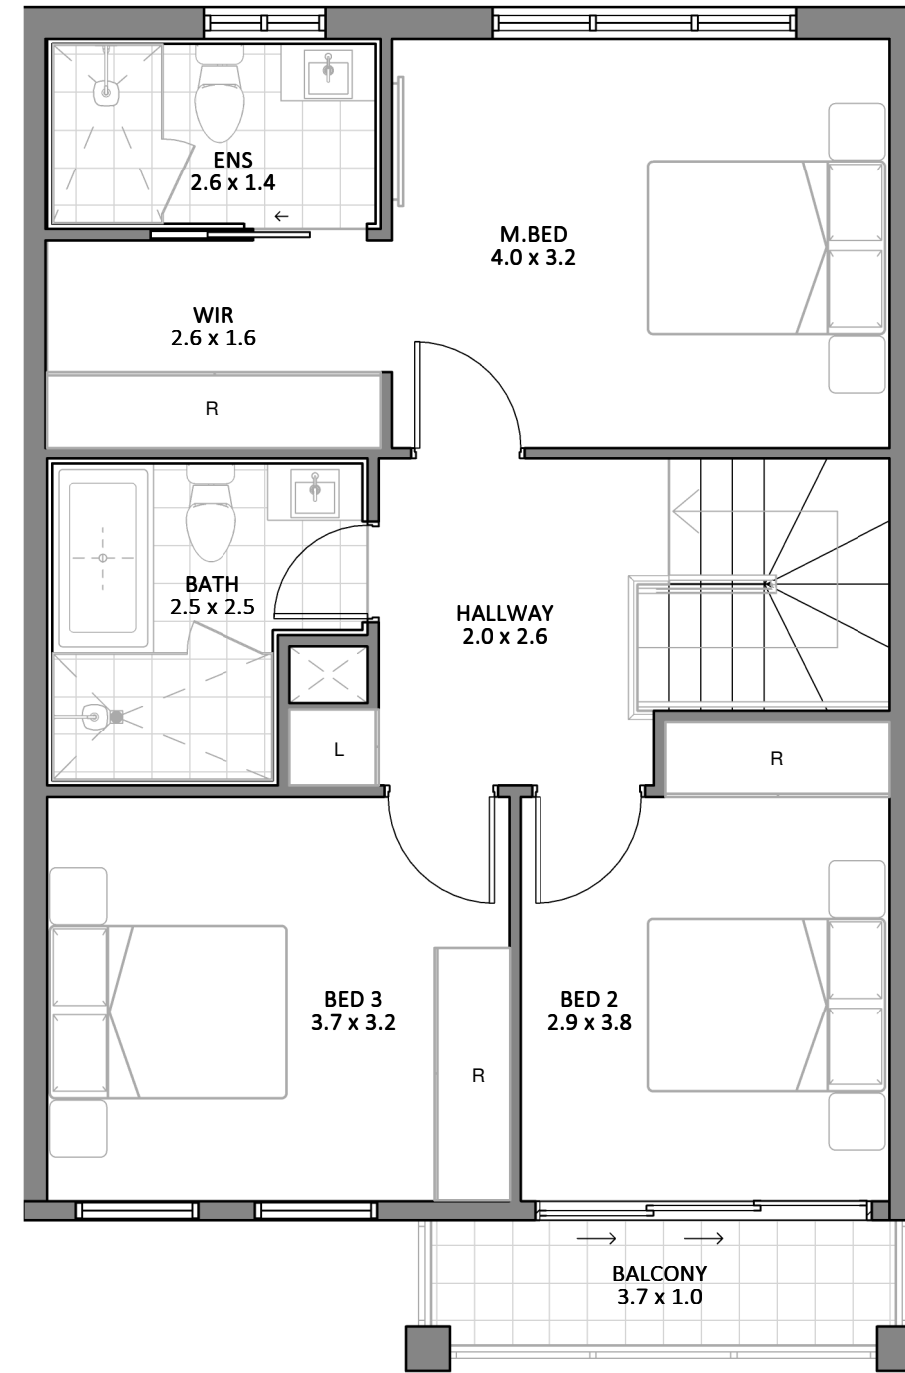 ENS
2.6 x 1.4
M.BED
4.0 x 3.2
WIR
2.6 x 1.6
R
BATH
2.5 x 2.5
HALLWAY
2.0 x 2.6
L
R
BED 3
3.7 x 3.2
BED 2
2.9 x 3.8
R
BALCONY
3.7 x 1.0